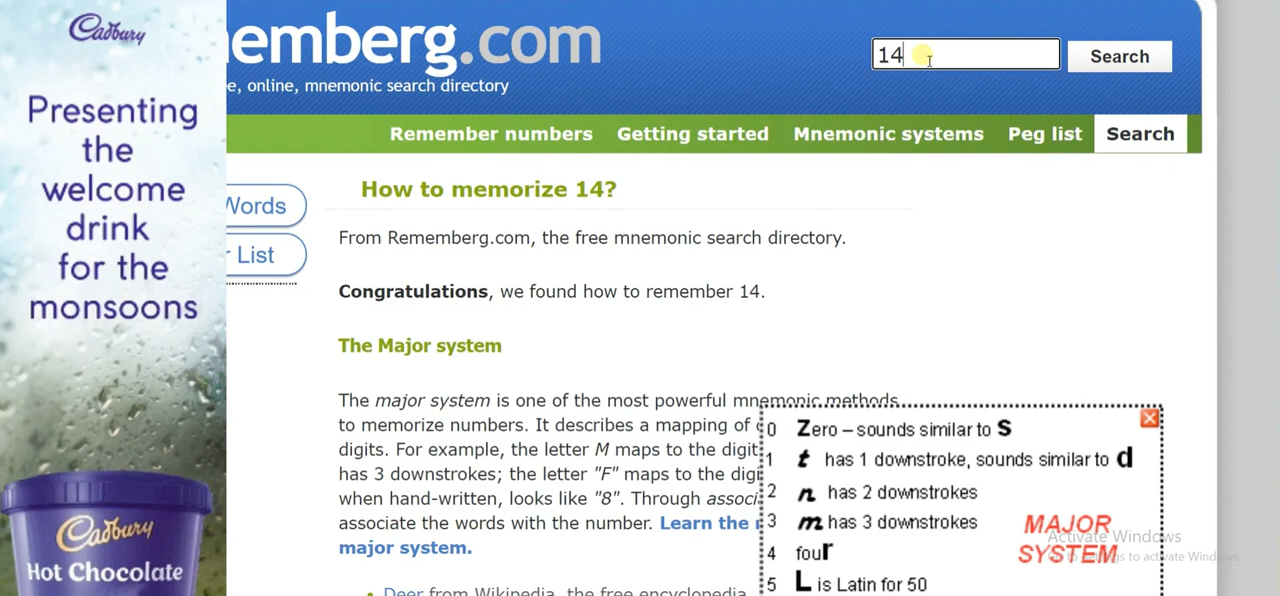 Cadbury
Presenting
the
welcome
drink
for the
monsoons
Cadbury
Hot Chocolate
emberg.com
e, online, mnemonic search directory
14
Search
Remember numbers Getting started Mnemonic systems Peg list Search
Words
List
How to memorize 14?
From Rememberg.com, the free mnemonic search directory.
Congratulations, we found how to remember 14.
The Major system
The major system is one of the most powerful mnemonic methods
to memorize numbers. It describes a mapping of
digits. For example, the letter M maps to the digit
has 3 downstrokes; the letter "F" maps to the digi
when hand-written, looks like "8". Through associ
associate the words with the number. Learn the
major system.
• Deer from Wikipedia, the free encyclopedia
0 Zero – sounds similar to S
1 t has 1 downstroke, sounds similar to d
2 n has 2 downstrokes
3 m has 3 downstrokes
4 four
5 L is Latin for 50
MAJOR
SYSTEM
Activate Windows
to activate Windows.